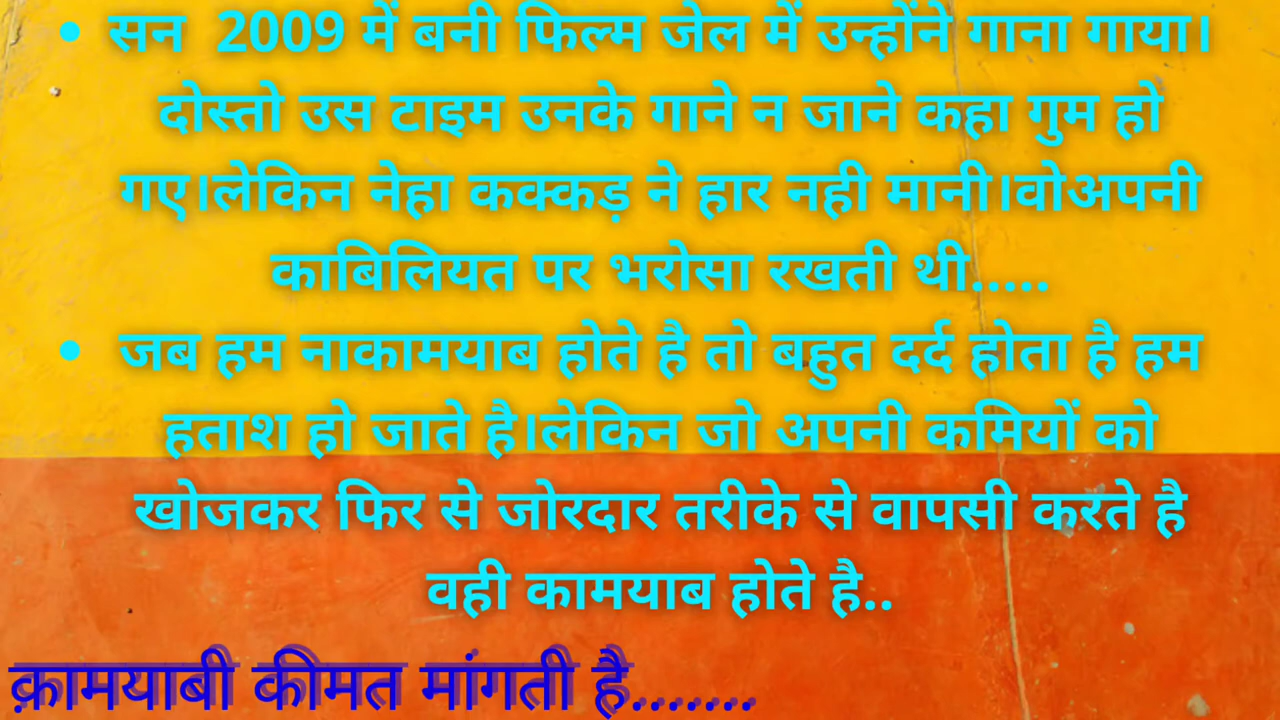 • सन 2009 में बनी फिल्म जेल में उन्होंने गाना गाया।
दोस्तो उस टाइम उनके गाने न जाने कहा गुम हो
गए।लेकिन नेहा कक्कड़ ने हार नही मानी।वोअपनी
काबिलियत पर भरोसा रखती थी.....
• जब हम नाकामयाब होते है तो बहुत दर्द होता है हम
हताश हो जाते है।लेकिन जो अपनी कमियों को
खोजकर फिर से जोरदार तरीके से वापसी करते है
वही कामयाब होते है..
क़ामयाबी कीमत मांगती है.......